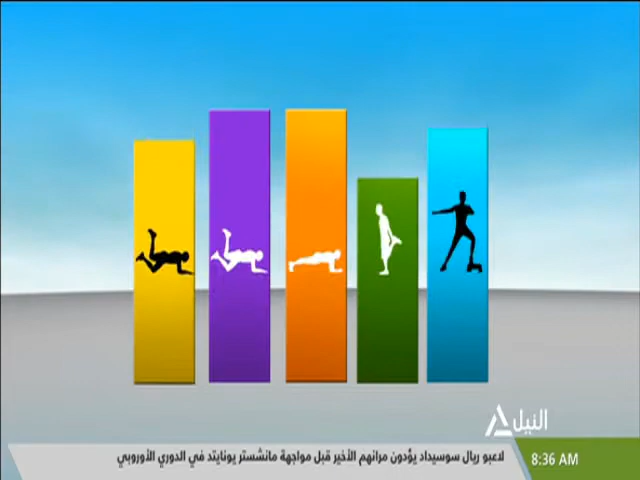 النيل
لاعبو ريال سوسيداد يؤدون مرانهم الأخير قبل مواجهة مانشستر يونايتد في الدوري الأوروبي
8:36 AM